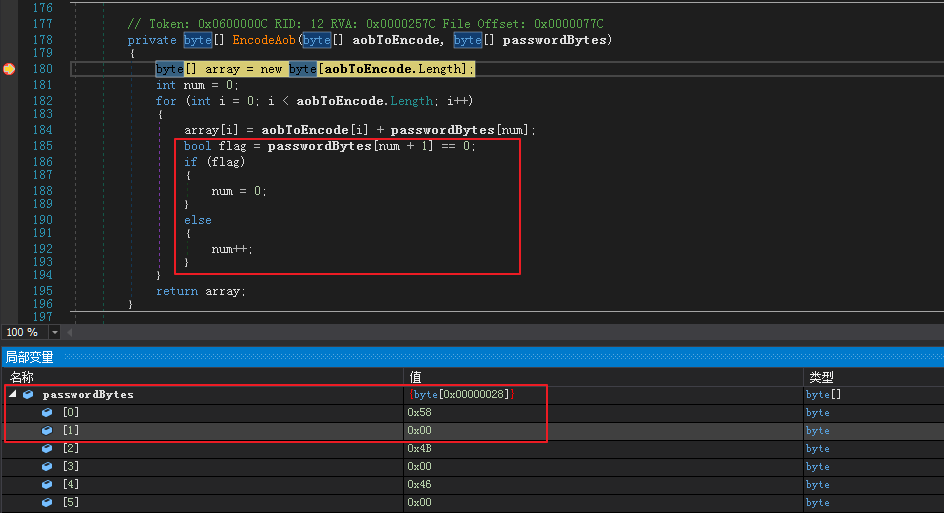 176
177 // Token: 0x0600000C RID: 12 RVA: 0x0000257C File Offset: 0x0000077C
178 private byte[] EncodeAob(byte[] aobToEncode, byte[] passwordBytes)
179 {
180 byte[] array = new byte[aobToEncode.Length];
181 int num = 0;
182 for (int i = 0; i < aobToEncode.Length; i++)
183 {
184 array[i] = aobToEncode[i] + passwordBytes[num];
185 bool flag = passwordBytes[num + 1] == 0;
186 if (flag)
187 {
188 num = 0;
189 }
190 else
191 {
192 num++;
193 }
194 }
195 return array;
196 }
197
100 %
局部变量
名称 值 类型
passwordBytes {byte[0x00000028]} byte[]
[0] 0x58 byte
[1] 0x00 byte
[2] 0x4B byte
[3] 0x00 byte
[4] 0x46 byte
[5] 0x00 byte